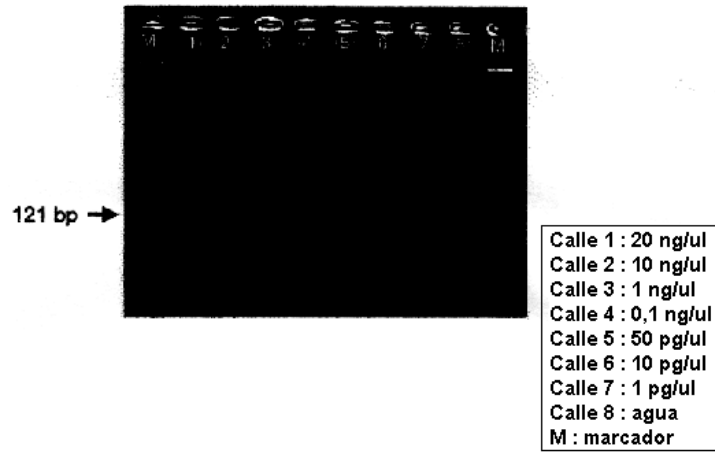 M 1 2 3 4 5 6 7 8 M
121 bp
Calle 1 : 20 ng/ul
Calle 2 : 10 ng/ul
Calle 3 : 1 ng/ul
Calle 4 : 0,1 ng/ul
Calle 5 : 50 pg/ul
Calle 6 : 10 pg/ul
Calle 7 : 1 pg/ul
Calle 8 : agua
M : marcador